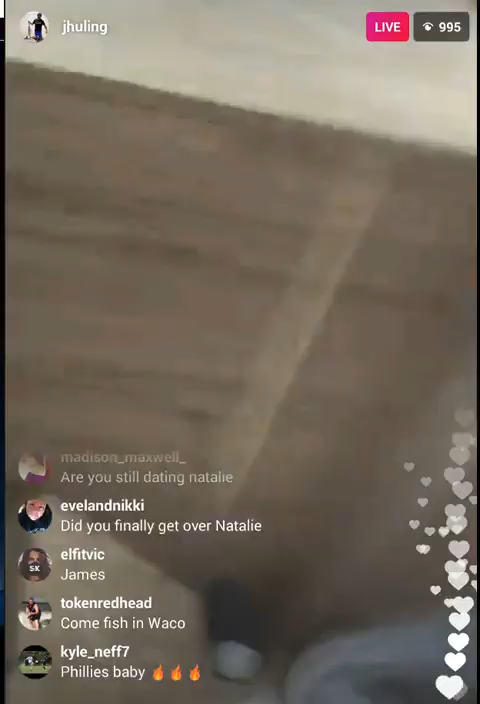 jhuling
LIVE
995
madison_maxwell_
Are you still dating natalie
evelandnikki
Did you finally get over Natalie
elfitvic
SK
James
tokenredhead
Come fish in Waco
kyle_neff7
Phillies baby 🔥🔥🔥